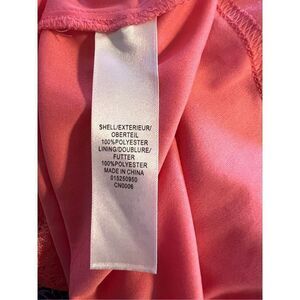 SHELL/EXTERIEUR/
OBERTEIL
100%POLYESTER
LINING/DOUBLURE/
FUTTER
100%POLYESTER
MADE IN CHINA
015250950
CN0006